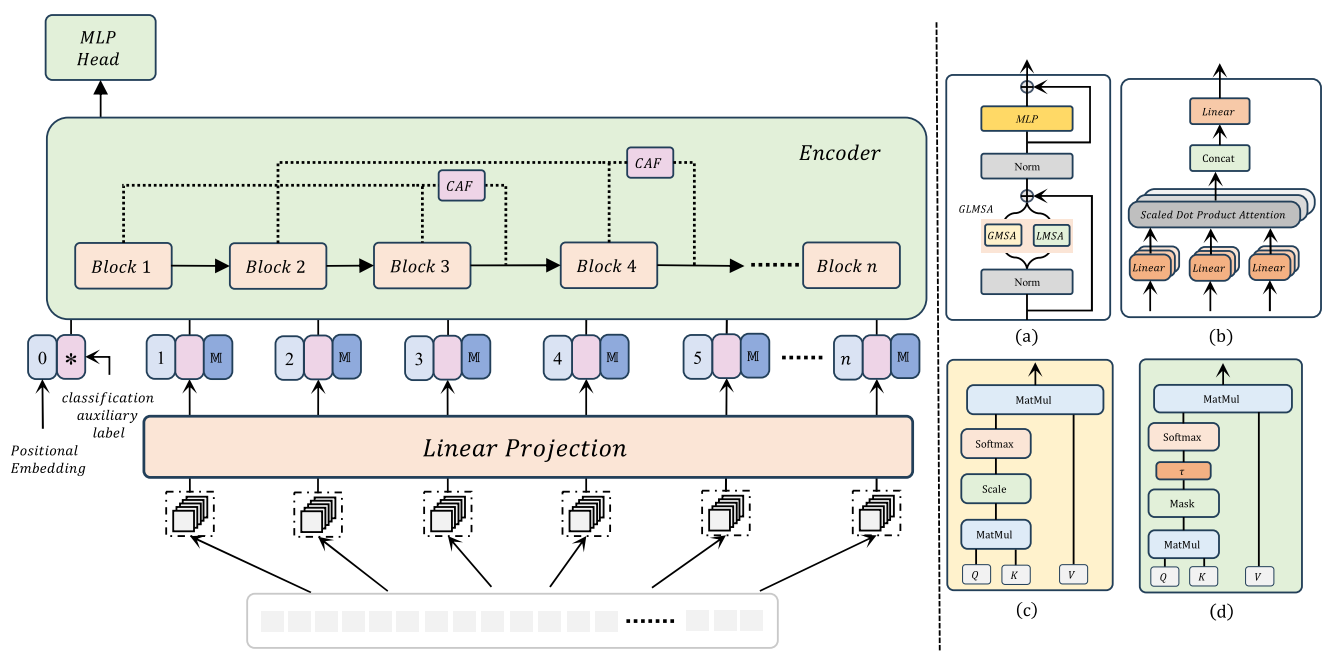 MLP
Head
Encoder
CAF
CAF
Block 1
Block 2
Block 3
Block 4
Block n
0
*
1
𝕄
2
𝕄
3
𝕄
4
𝕄
5
𝕄
n
𝕄
classification
auxiliary
label
Positional
Embedding
Linear Projection
MLP
Norm
GLMSA
GMSA
LMSA
Norm
(a)
Linear
Concat
Scaled Dot Product Attention
Linear
Linear
Linear
(b)
MatMul
Softmax
Scale
MatMul
Q
K
V
(c)
MatMul
Softmax
τ
Mask
MatMul
Q
K
V
(d)